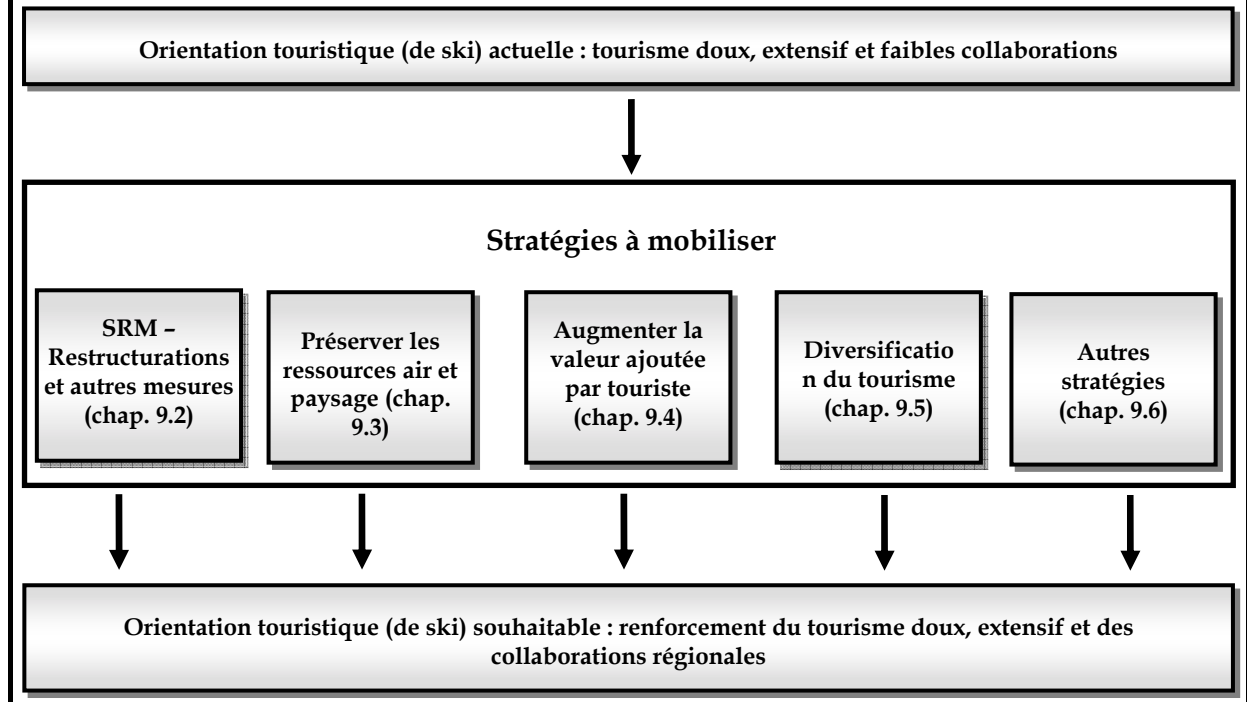 Orientation touristique (de ski) actuelle : tourisme doux, extensif et faibles collaborations
Stratégies à mobiliser
SRM –
Restructurations
et autres mesures
(chap. 9.2)
Préserver les
ressources air et
paysage (chap.
9.3)
Augmenter la
valeur ajoutée
par touriste
(chap. 9.4)
Diversificatio
n du tourisme
(chap. 9.5)
Autres
stratégies
(chap. 9.6)
Orientation touristique (de ski) souhaitable : renforcement du tourisme doux, extensif et des
collaborations régionales